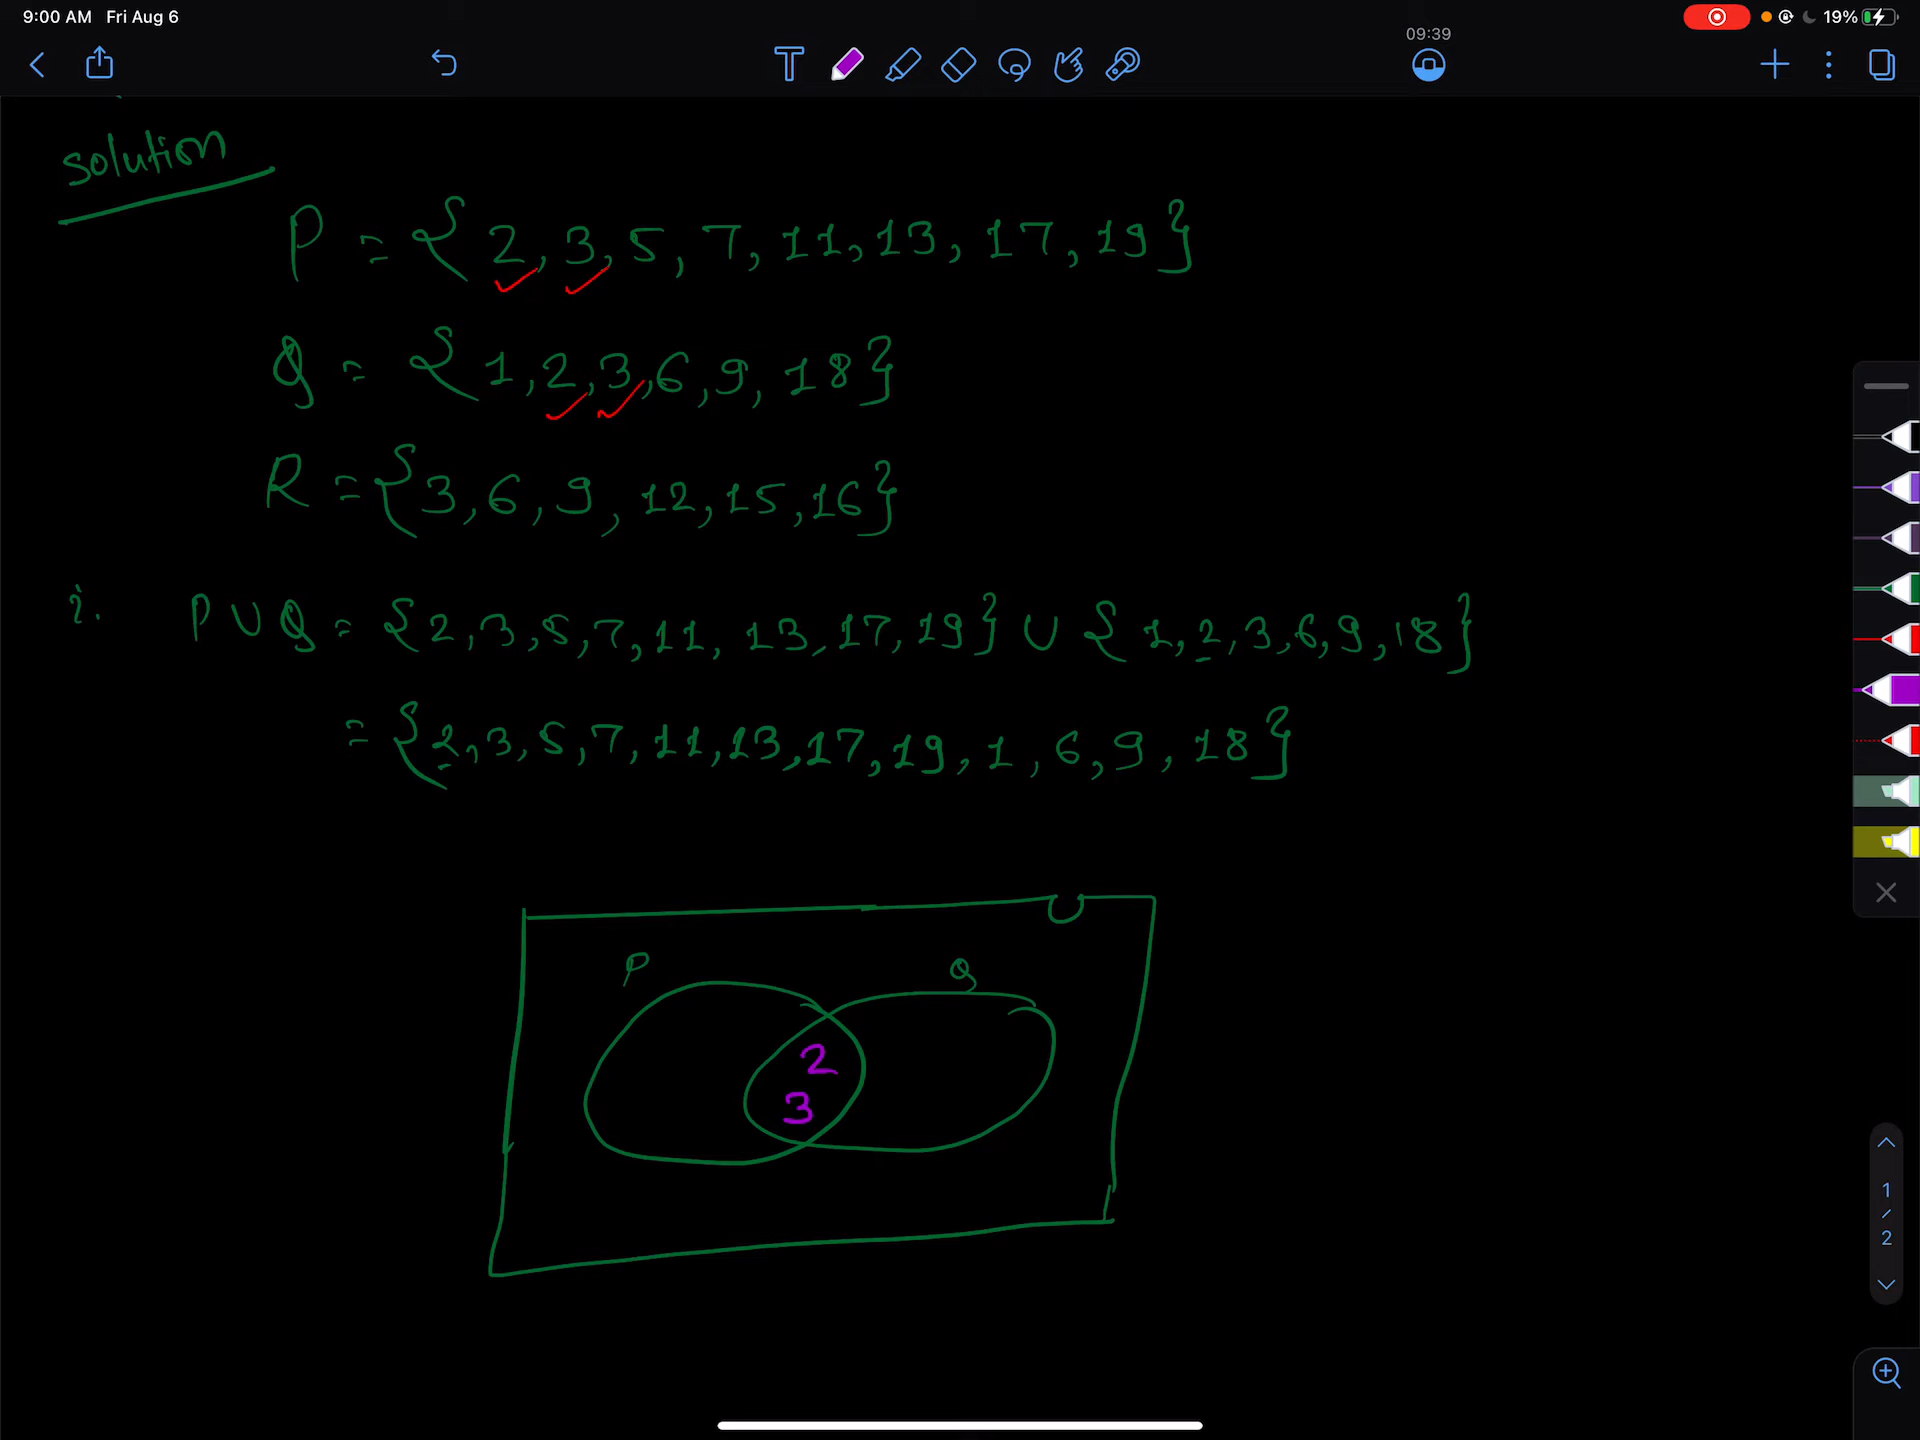 9:00 AM Fri Aug 6
19%
09:39
T
solution
P = {2, 3, 5, 7, 11, 13, 17, 19}
Q = {1, 2, 3, 6, 9, 18}
R = {3, 6, 9, 12, 15, 16}
i. P ∪ Q = {2, 3, 5, 7, 11, 13, 17, 19} ∪ {1, 2, 3, 6, 9, 18}
= {2, 3, 5, 7, 11, 13, 17, 19, 1, 6, 9, 18}
U
P Q
2
3
1
/
2